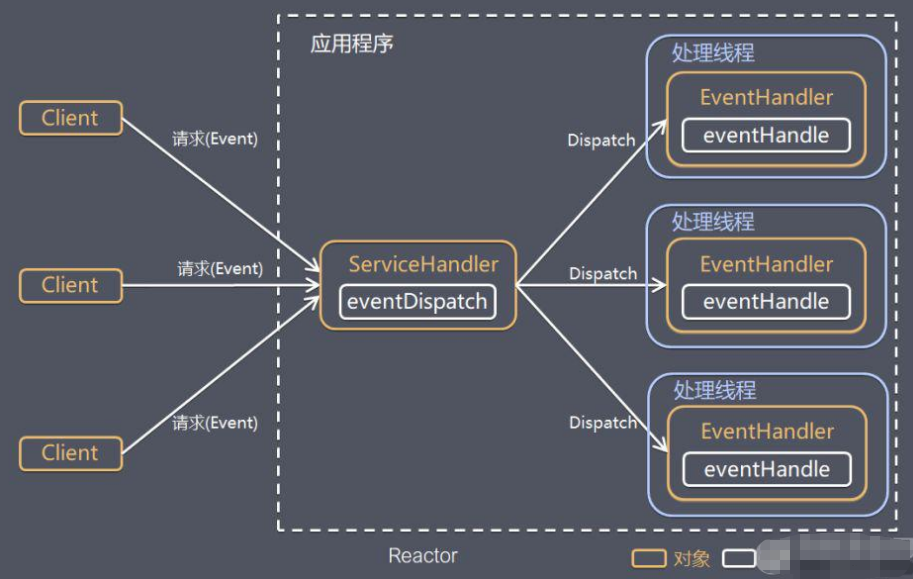 应用程序
处理线程
EventHandler
eventHandle
Client
请求(Event)
Dispatch
处理线程
EventHandler
eventHandle
Client
请求(Event)
ServiceHandler
eventDispatch
Dispatch
处理线程
EventHandler
eventHandle
Client
请求(Event)
Dispatch
Reactor
对象